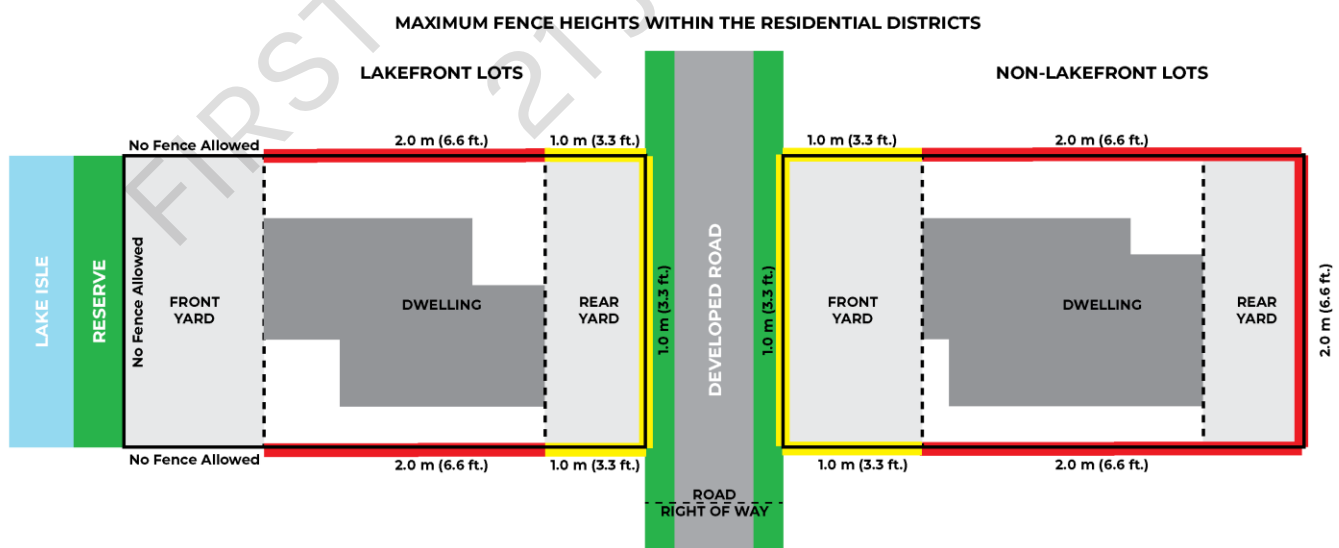 MAXIMUM FENCE HEIGHTS WITHIN THE RESIDENTIAL DISTRICTS
FIRST
21
LAKEFRONT LOTS
NON-LAKEFRONT LOTS
No Fence Allowed
2.0 m (6.6 ft.)
1.0 m (3.3 ft.)
1.0 m (3.3 ft.)
2.0 m (6.6 ft.)
LAKE ISLE
RESERVE
No Fence Allowed
FRONT
YARD
DWELLING
REAR
YARD
1.0 m (3.3 ft.)
DEVELOPED ROAD
1.0 m (3.3 ft.)
FRONT
YARD
DWELLING
REAR
YARD
2.0 m (6.6 ft.)
No Fence Allowed
2.0 m (6.6 ft.)
1.0 m (3.3 ft.)
1.0 m (3.3 ft.)
2.0 m (6.6 ft.)
ROAD
RIGHT OF WAY